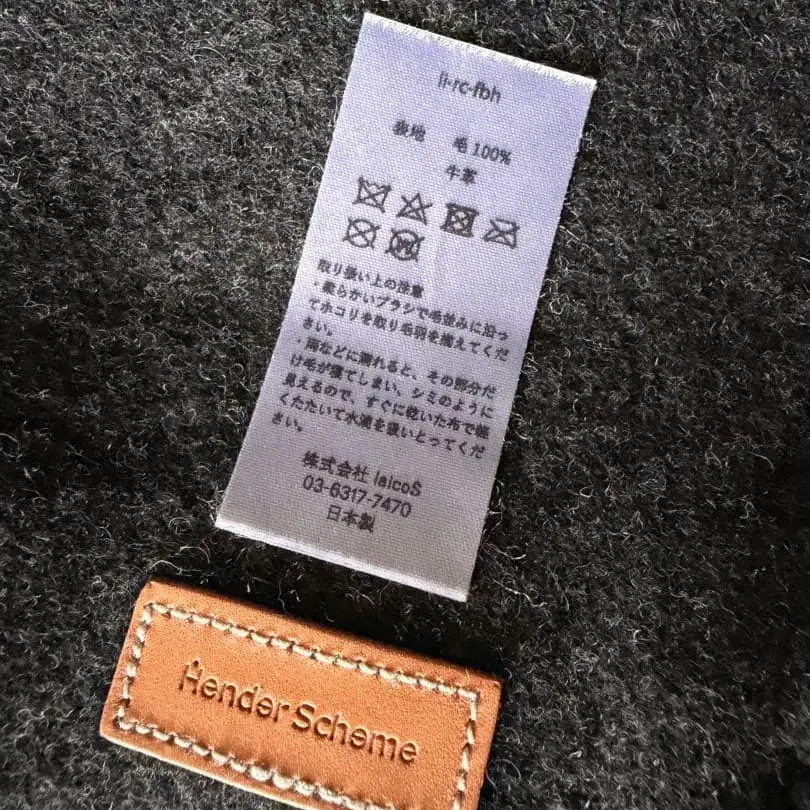 li-rc-fbh
表地 毛100%
牛革
取り扱い上の注意
・柔らかいブラシで毛並みに沿っ
てホコリを取り毛羽を揃えてくだ
さい。
・雨などに濡れると、その部分だ
け毛が寝てしまい、シミのように
見えるので、すぐに乾いた布で軽
くたたいて水滴を吸いとってくだ
さい。
株式会社 laicoS
03-6317-7470
日本製
Hender Scheme